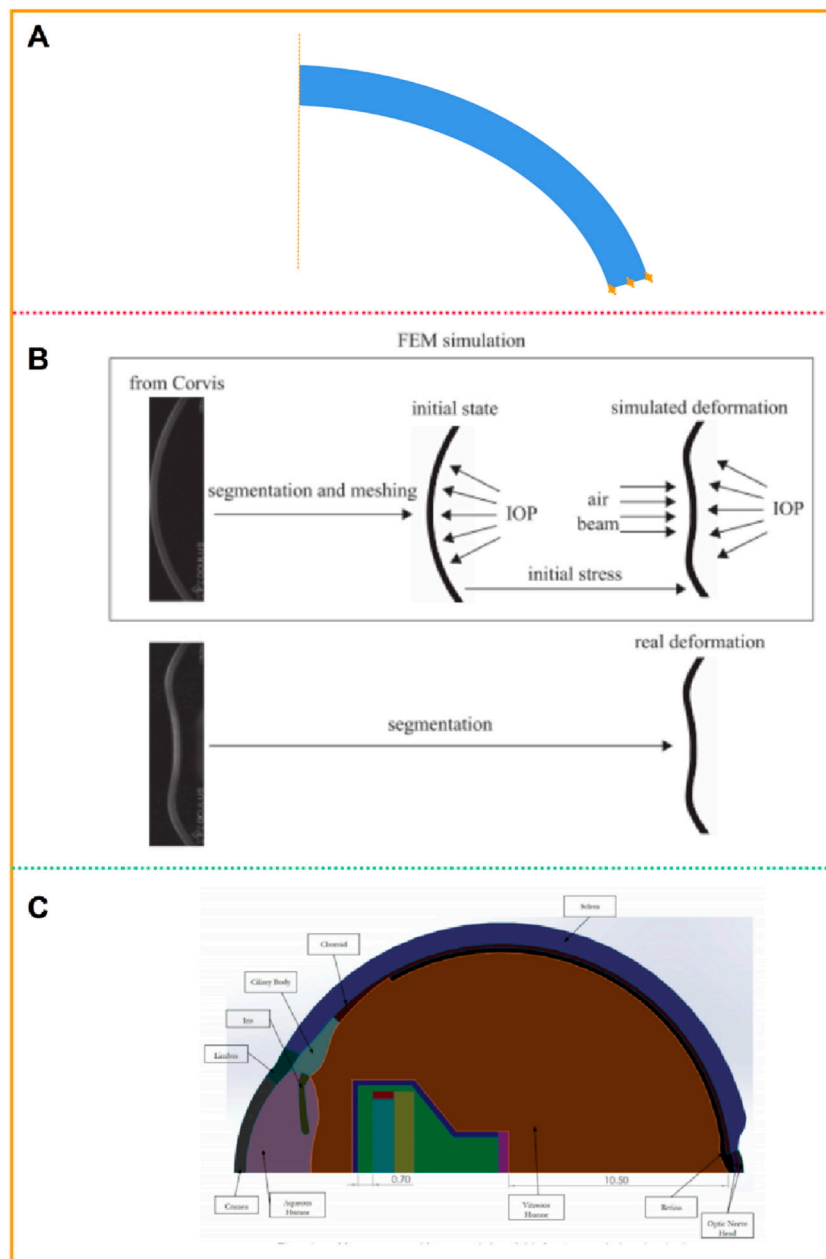 A
B
FEM simulation
from Corvis
initial state
simulated deformation
segmentation and meshing
IOP
air
beam
IOP
initial stress
real deformation
segmentation
C
Sclera
Choroid
Ciliary Body
Iris
Limbus
0.70
10.50
Cornea
Aqueous
Humor
Vitreous
Humor
Retina
Optic Nerve
Head